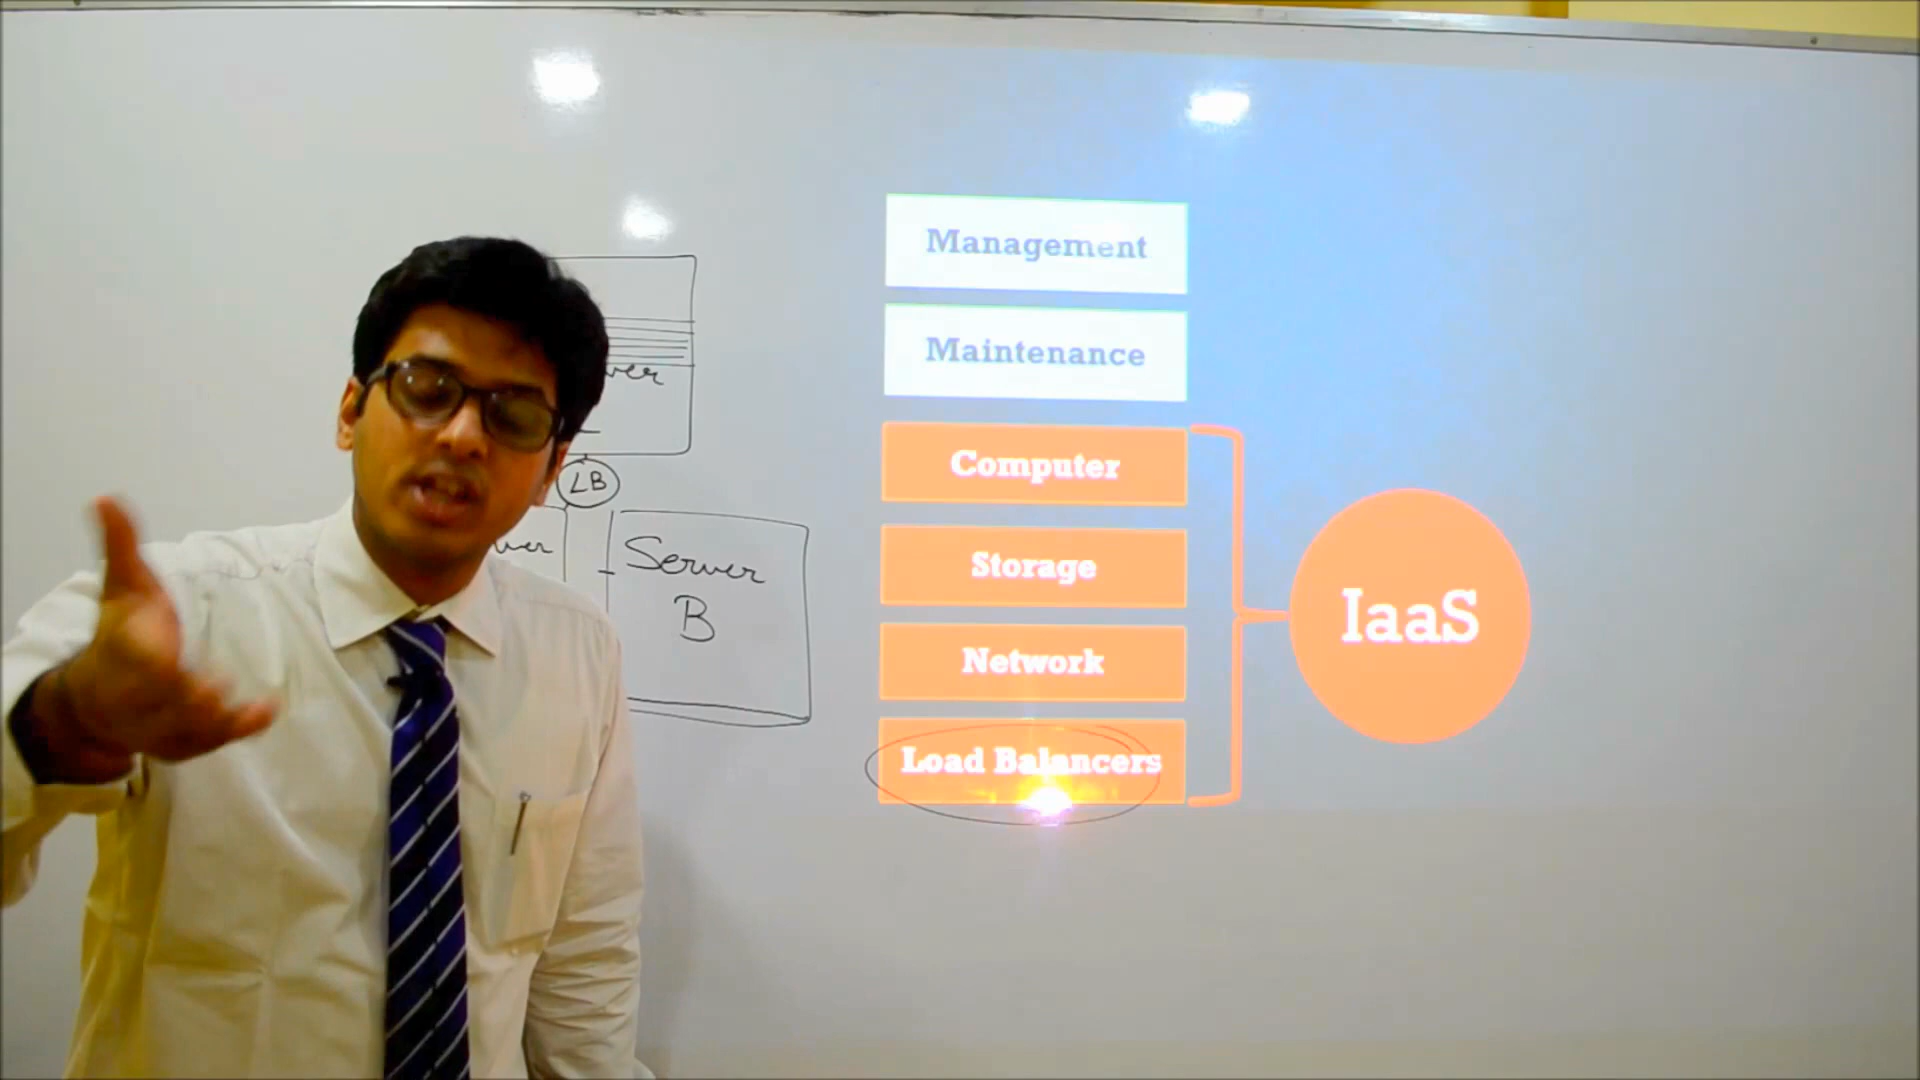 LB
Server
B
Management
Maintenance
Computer
Storage
Network
Load Balancers
IaaS